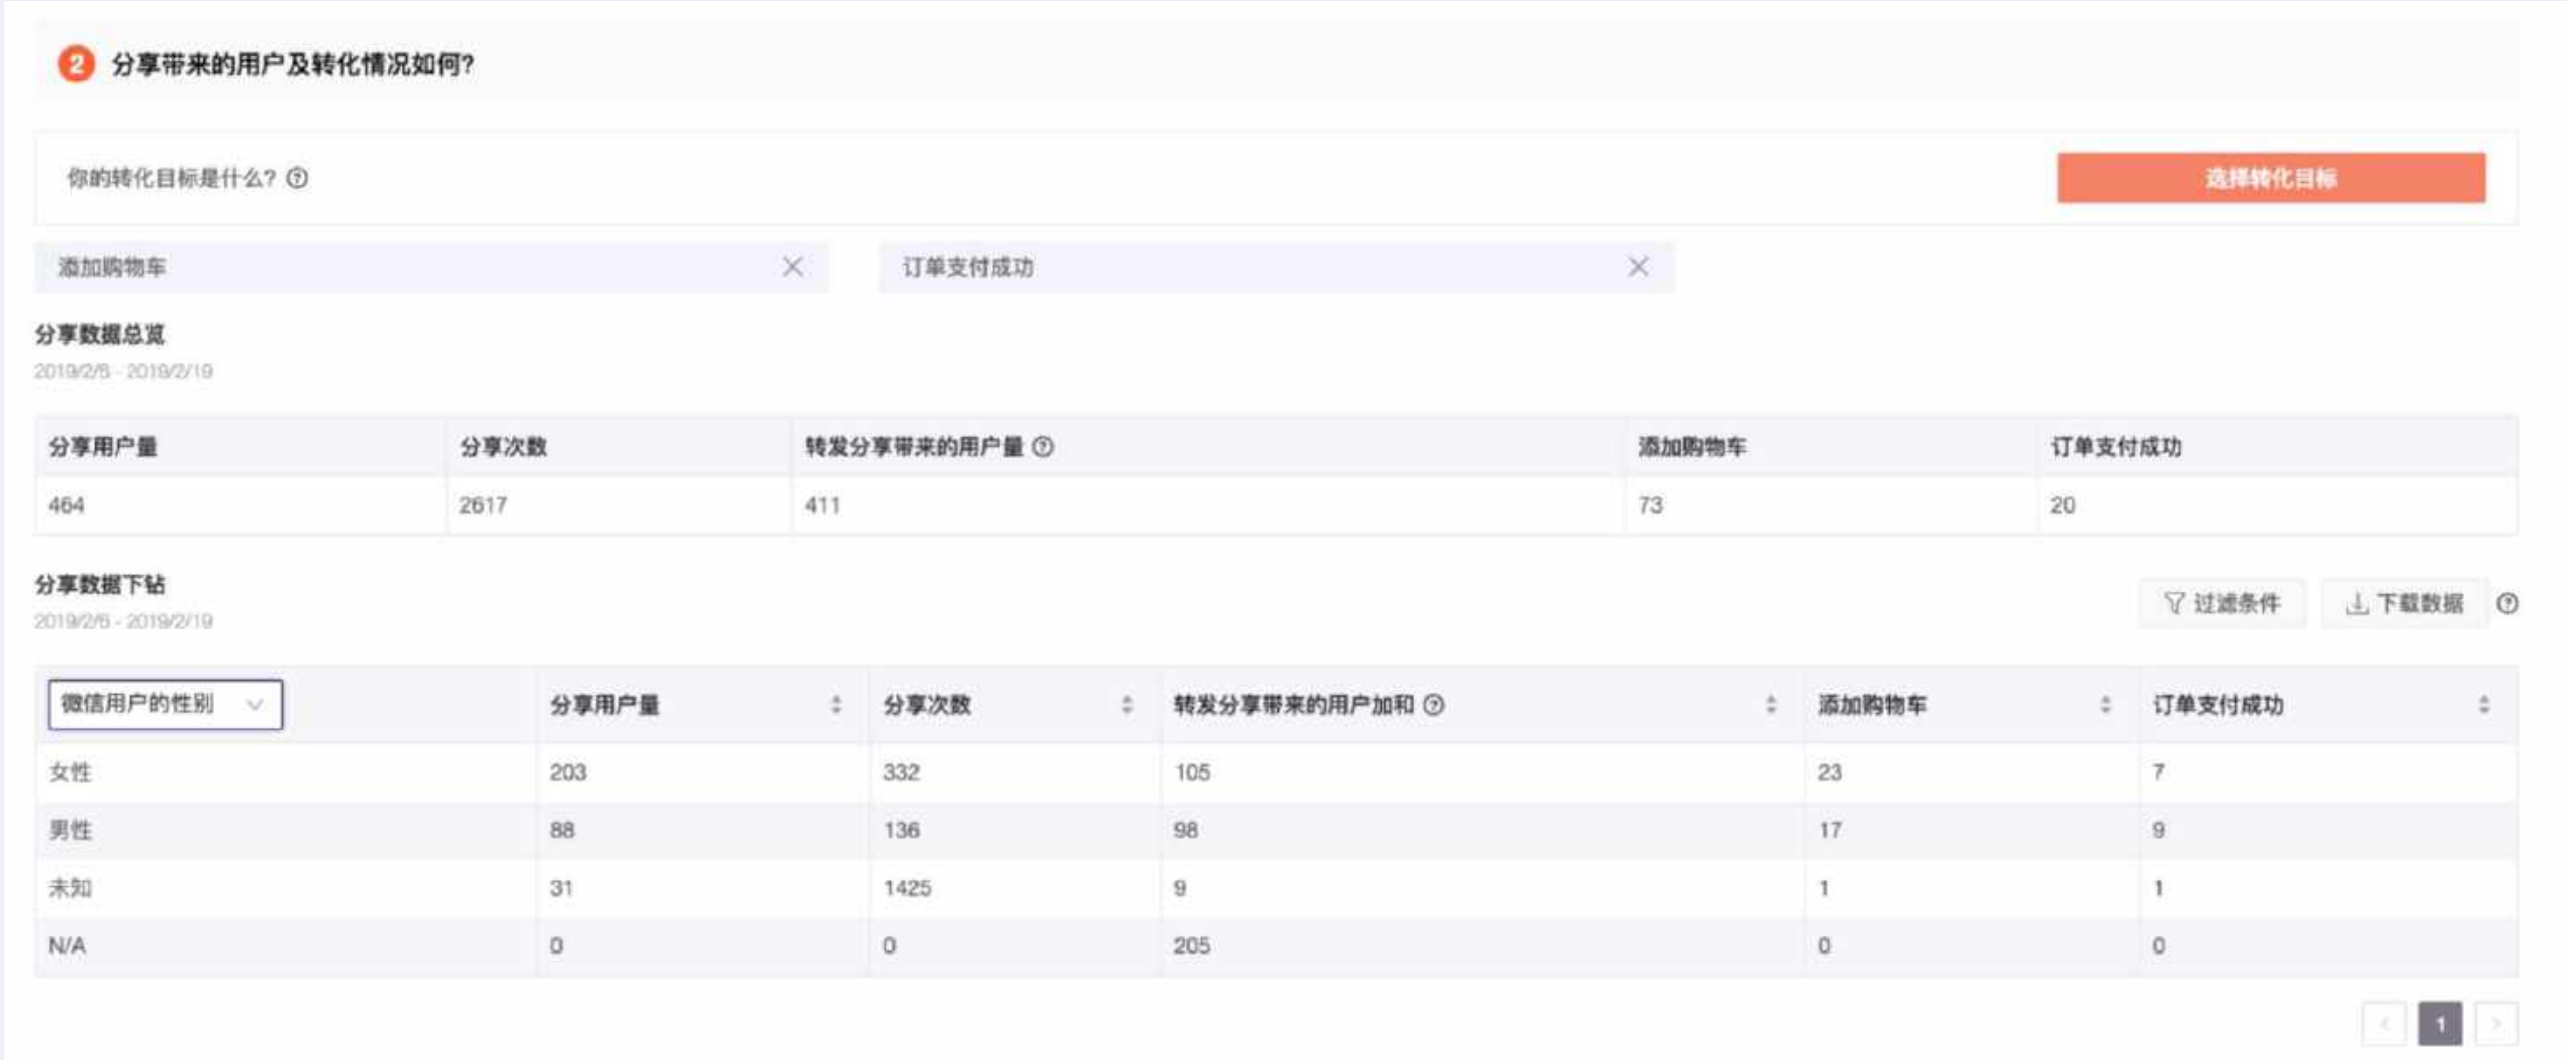 2 分享带来的用户及转化情况如何?
你的转化目标是什么? ? 选择转化目标
添加购物车 × 订单支付成功 ×
分享数据总览
2019/2/6 - 2019/2/19
分享用户量 分享次数 转发分享带来的用户量 ? 添加购物车 订单支付成功
464 2617 411 73 20
分享数据下钻
2019/2/6 - 2019/2/19
过滤条件 下载数据 ?
微信用户的性别 分享用户量 分享次数 转发分享带来的用户加和 ? 添加购物车 订单支付成功
女性 203 332 105 23 7
男性 88 136 98 17 9
未知 31 1425 9 1 1
N/A 0 0 205 0 0
< 1 >